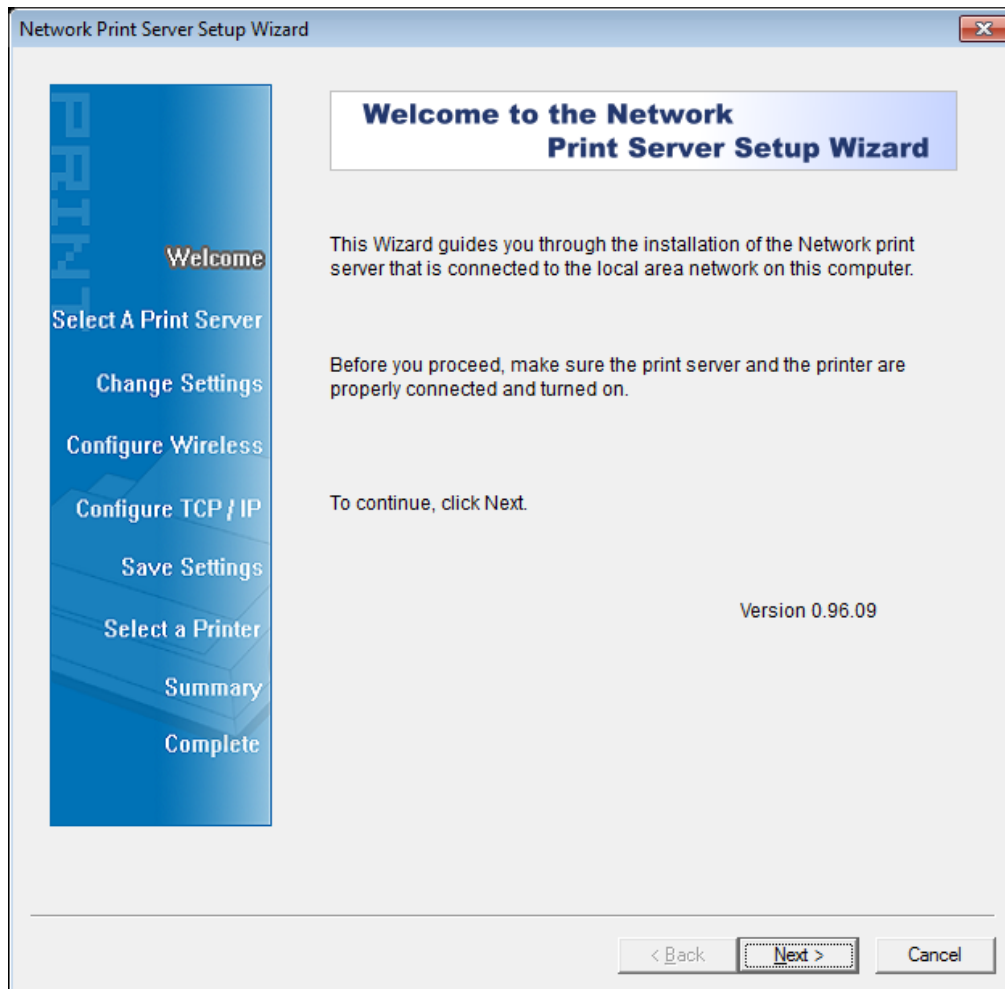 Network Print Server Setup Wizard
PRINT
Welcome
Select A Print Server
Change Settings
Configure Wireless
Configure TCP / IP
Save Settings
Select a Printer
Summary
Complete
Welcome to the Network
Print Server Setup Wizard
This Wizard guides you through the installation of the Network print
server that is connected to the local area network on this computer.
Before you proceed, make sure the print server and the printer are
properly connected and turned on.
To continue, click Next.
Version 0.96.09
< Back
Next >
Cancel